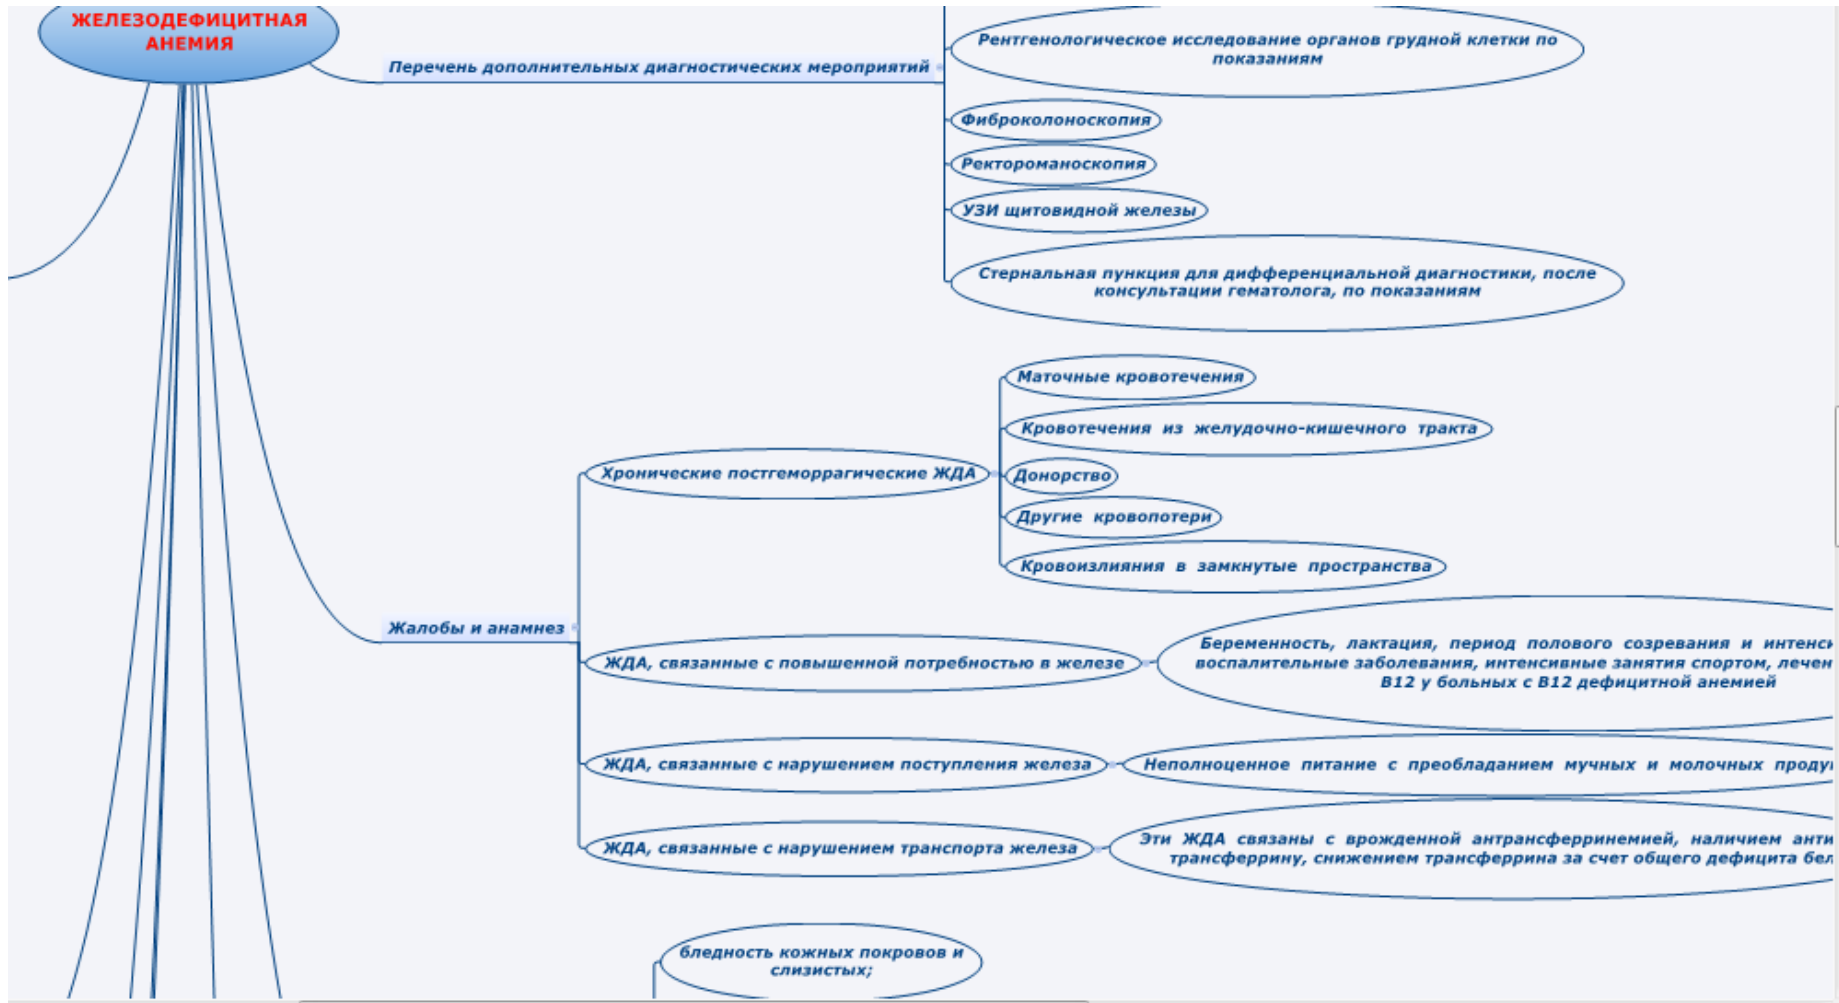 ЖЕЛЕЗОДЕФИЦИТНАЯ
АНЕМИЯ
Перечень дополнительных диагностических мероприятий
Рентгенологическое исследование органов грудной клетки по
показаниям
Фиброколоноскопия
Ректороманоскопия
УЗИ щитовидной железы
Стернальная пункция для дифференциальной диагностики, после
консультации гематолога, по показаниям
Жалобы и анамнез
Хронические постгеморрагические ЖДА
Маточные кровотечения
Кровотечения из желудочно-кишечного тракта
Донорство
Другие кровопотери
Кровоизлияния в замкнутые пространства
ЖДА, связанные с повышенной потребностью в железе
Беременность, лактация, период полового созревания и
воспалительные заболевания, интенсивные занятия спортом,
В12 у больных с В12 дефицитной анемией
ЖДА, связанные с нарушением поступления железа
Неполноценное питание с преобладанием мучных и молочных
ЖДА, связанные с нарушением транспорта железа
Эти ЖДА связаны с врожденной антрансферринемией, наличием
трансферрину, снижением трансферрина за счет общего дефицита
бледность кожных покровов и
слизистых;